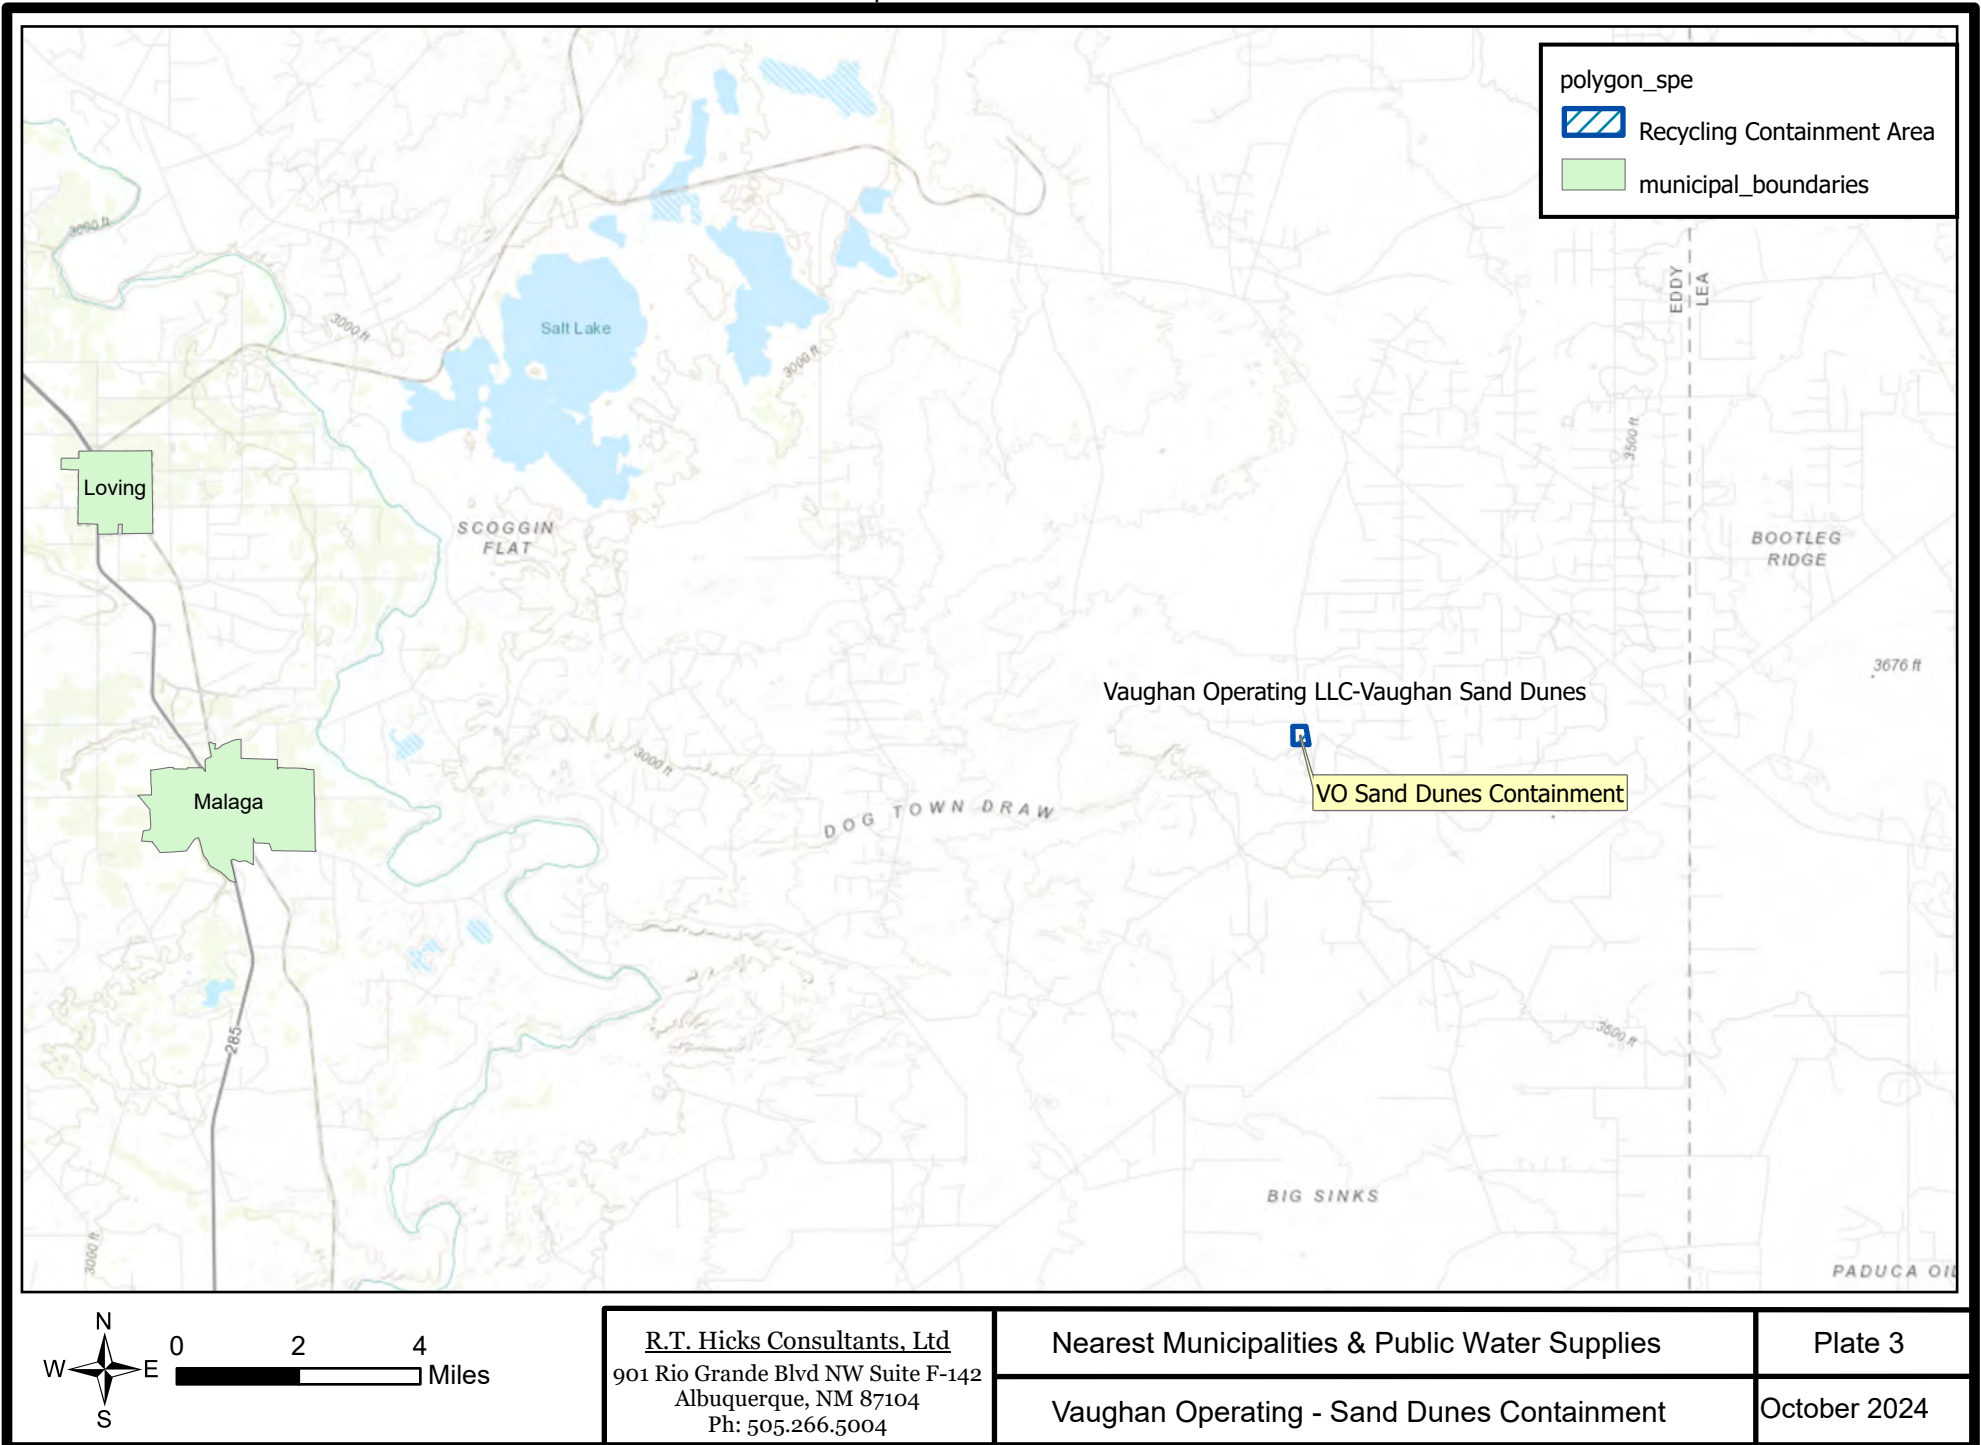 polygon_spe
Recycling Containment Area
municipal_boundaries
3000 ft
3000 ft
Salt Lake
3000 ft
EDDY
LEA
3500 ft
Loving
SCOGGIN
FLAT
BOOTLEG
RIDGE
3676 ft
Vaughan Operating LLC-Vaughan Sand Dunes
VO Sand Dunes Containment
3000 ft
Malaga
DOG TOWN DRAW
285
3500 ft
BIG SINKS
3000 ft
PADUCA OIL
N
W E
S
0 2 4
Miles
R.T. Hicks Consultants, Ltd
901 Rio Grande Blvd NW Suite F-142
Albuquerque, NM 87104
Ph: 505.266.5004
Nearest Municipalities & Public Water Supplies
Vaughan Operating - Sand Dunes Containment
Plate 3
October 2024